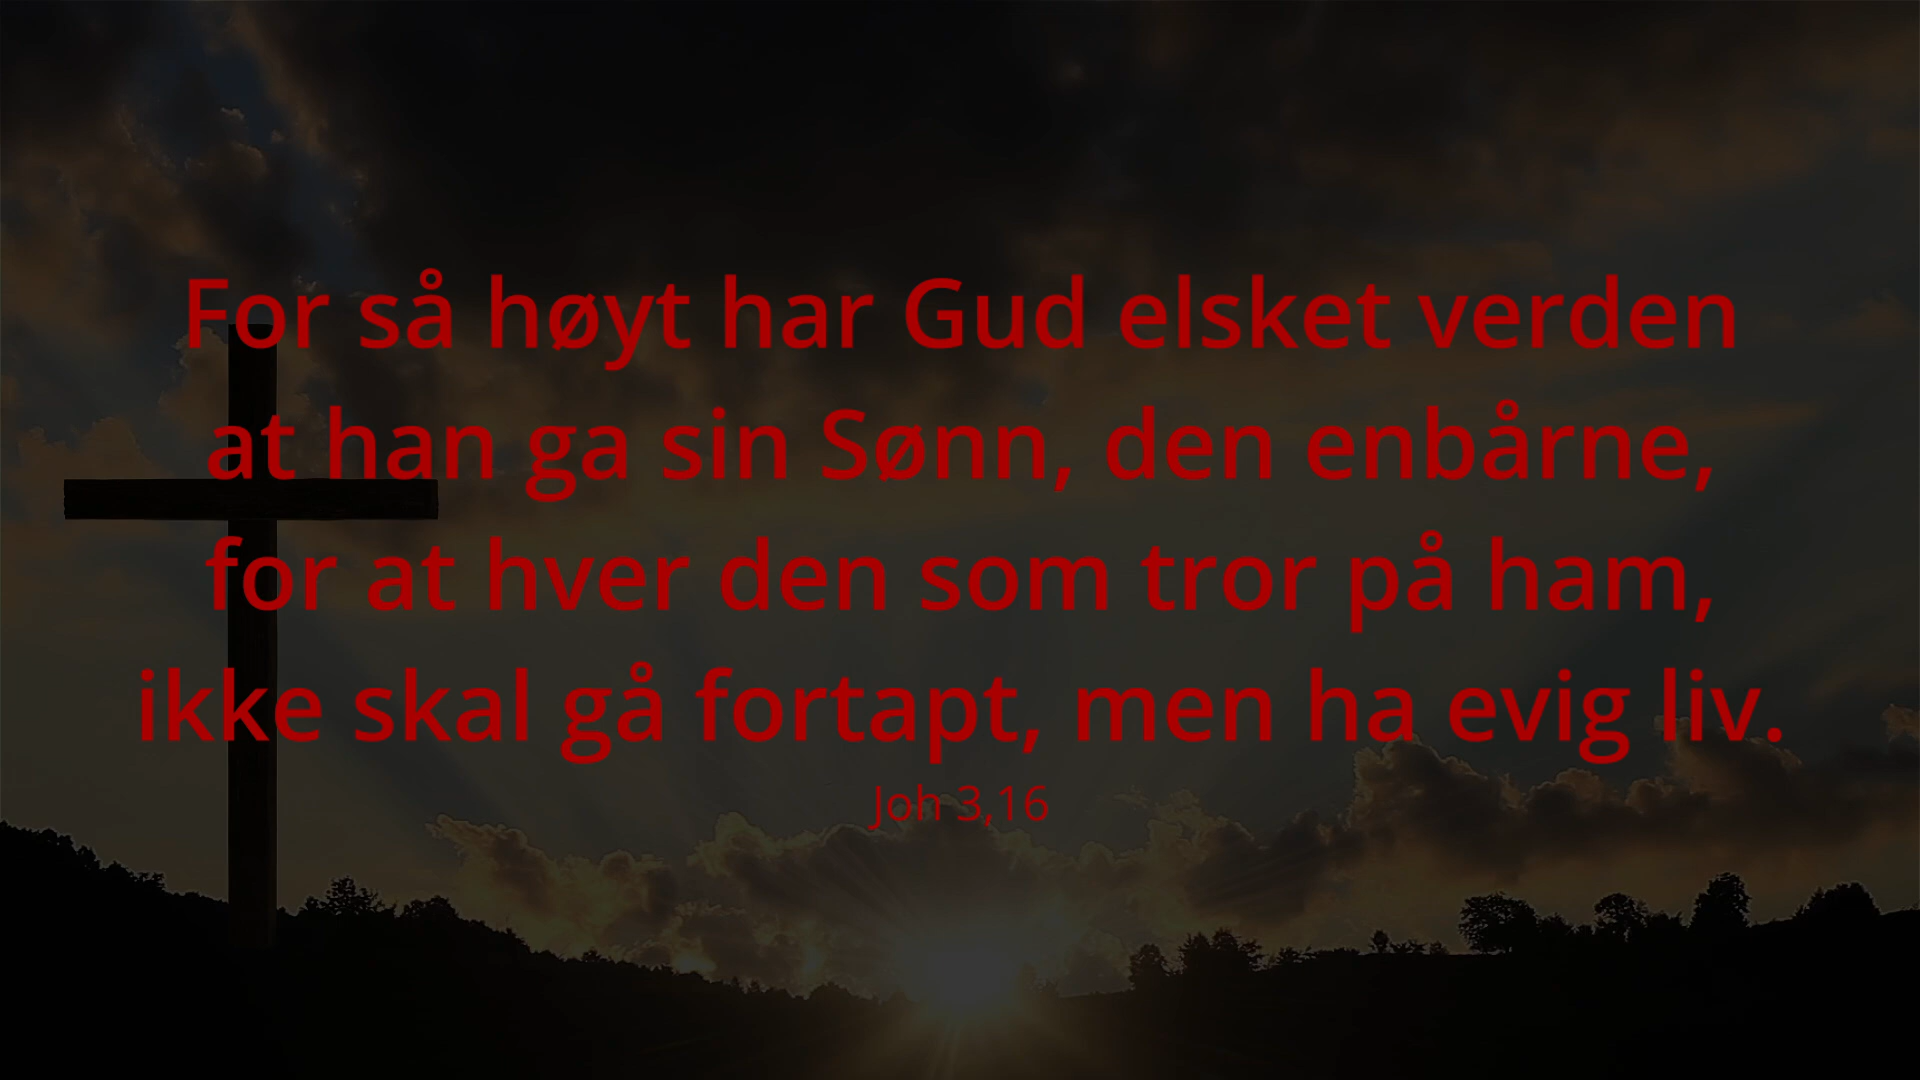 For så høyt har Gud elsket verden
at han ga sin Sønn, den enbårne,
for at hver den som tror på ham,
ikke skal gå fortapt, men ha evig liv.
Joh 3,16